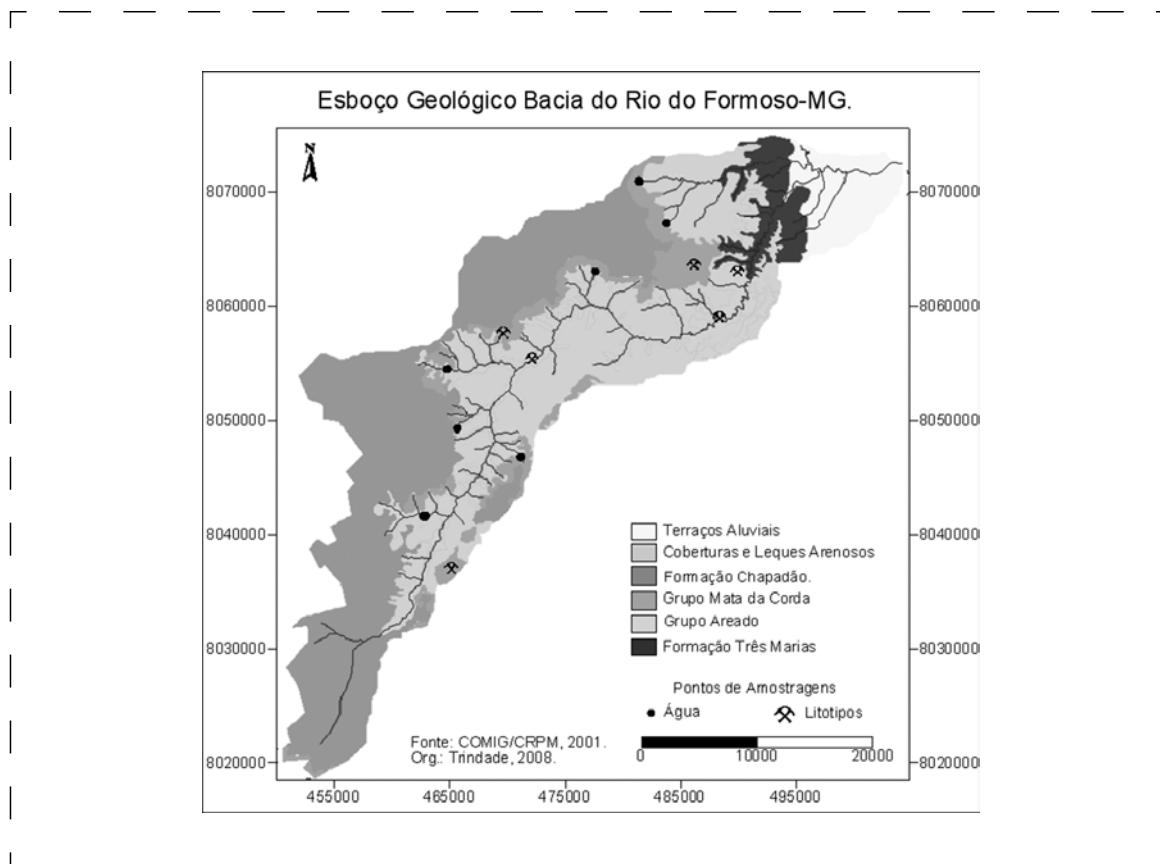 Esboço Geológico Bacia do Rio do Formoso-MG.
N
8070000
8070000
8060000
8060000
8050000
8050000
8040000
8040000
8030000
8030000
8020000
8020000
Terraços Aluviais
Coberturas e Leques Arenosos
Formação Chapadão.
Grupo Mata da Corda
Grupo Areado
Formação Três Marias
Pontos de Amostragens
Água Litotipos
Fonte: COMIG/CRPM, 2001.
Org.: Trindade, 2008.
0 10000 20000
455000 465000 475000 485000 495000